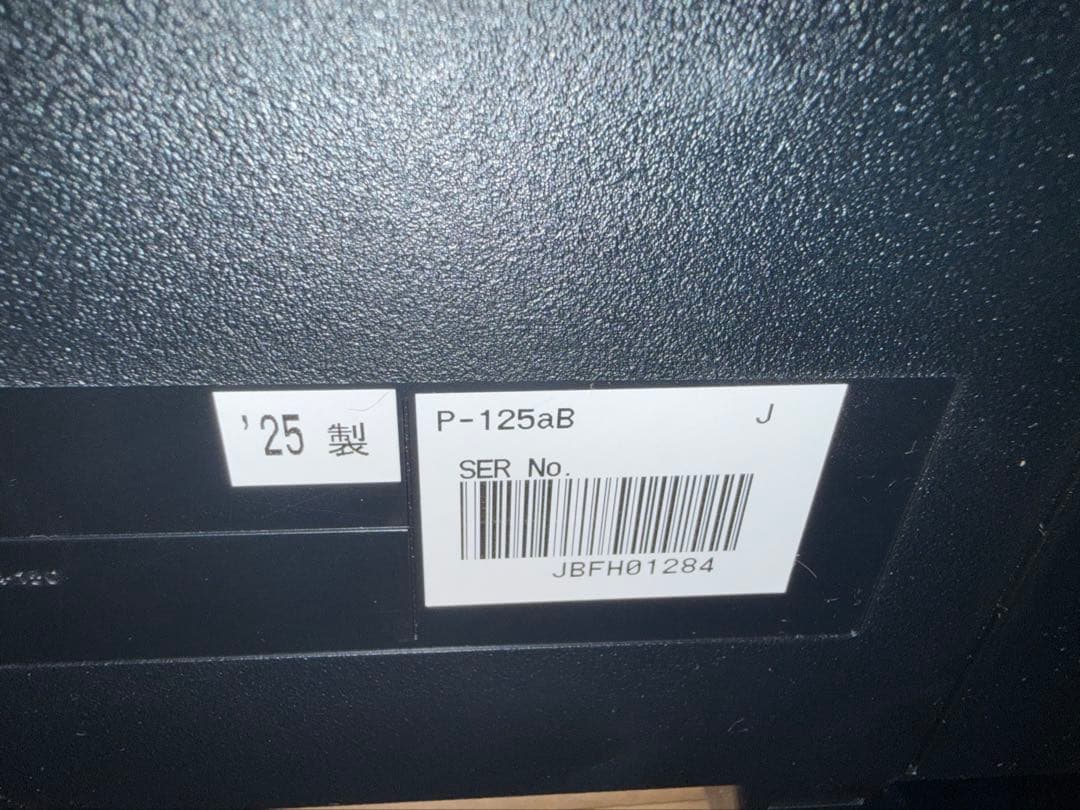 '25 製
P-125aB J
SER No.
JBFH01284